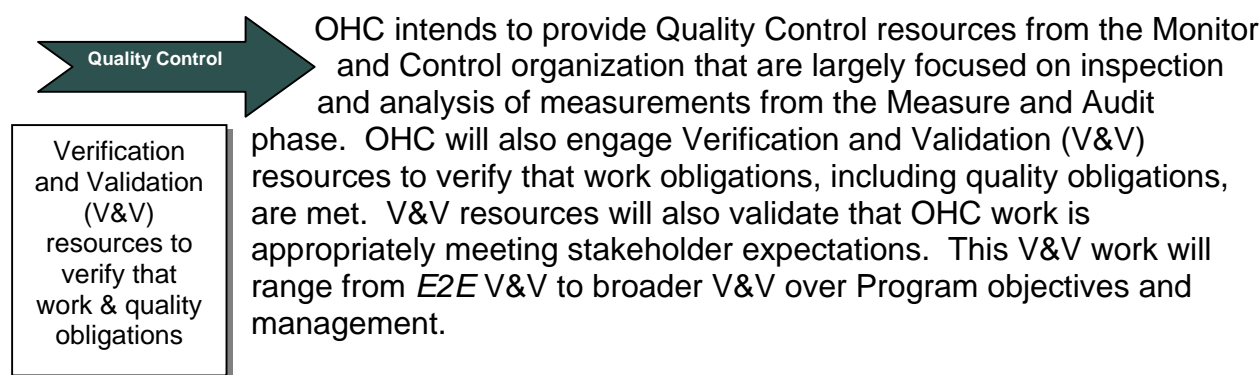 Quality Control
OHC intends to provide Quality Control resources from the Monitor
and Control organization that are largely focused on inspection
and analysis of measurements from the Measure and Audit
phase.  OHC will also engage Verification and Validation (V&V)
resources to verify that work obligations, including quality obligations,
are met.  V&V resources will also validate that OHC work is
appropriately meeting stakeholder expectations.  This V&V work will
range from E2E V&V to broader V&V over Program objectives and
management.
Verification
and Validation
(V&V)
resources to
verify that
work & quality
obligations